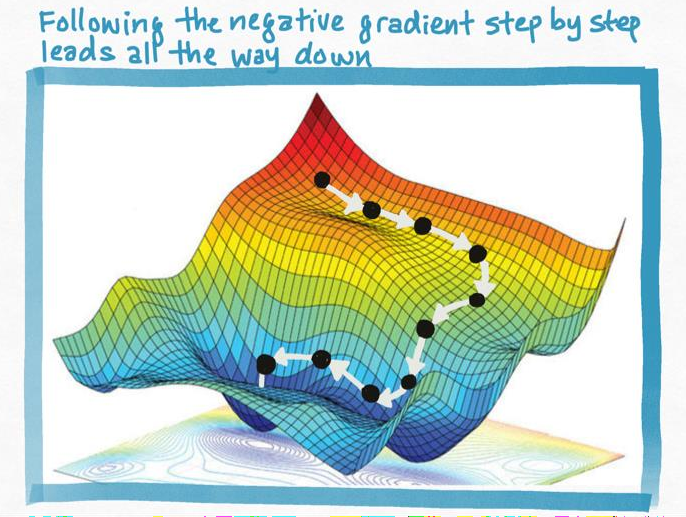 Following the negative gradient step by step
leads all the way down